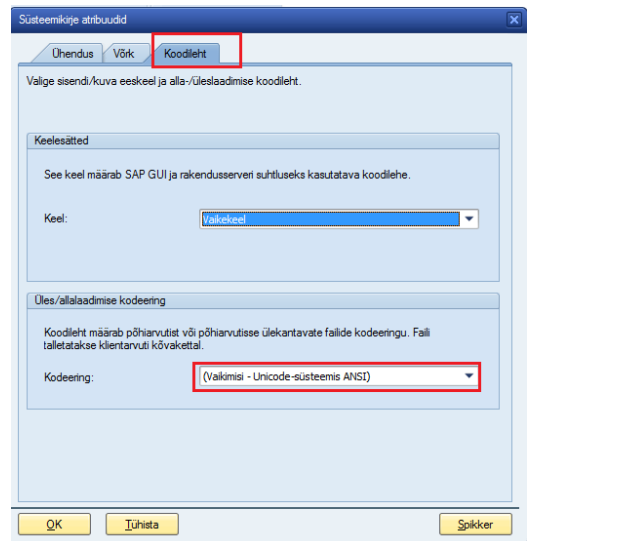 Süsteemikirje atribuudid
Ühendus Võrk Koodileht
Valige sisendi/kuva eeskeel ja alla-/üleslaadimise koodileht.
Keelesätted
See keel määrab SAP GUI ja rakendusserveri suhtluseks kasutatava koodilehe.
Keel: Vaikekeel
Üles/allalaadimise kodeering
Koodileht määrab põhiarvutist või põhiarvutisse ülekantavate failide kodeeringu. Faili
talletatakse klientarvuti kõvakettal.
Kodeering: (Vaikimisi - Unicode-süsteemis ANSI)
OK Tühista Spikker